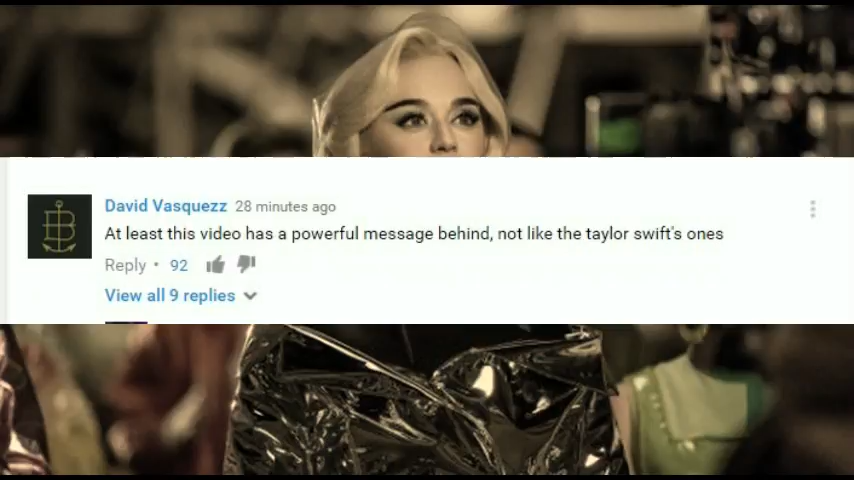 David Vasquezz 28 minutes ago
At least this video has a powerful message behind, not like the taylor swift's ones
Reply • 92
View all 9 replies